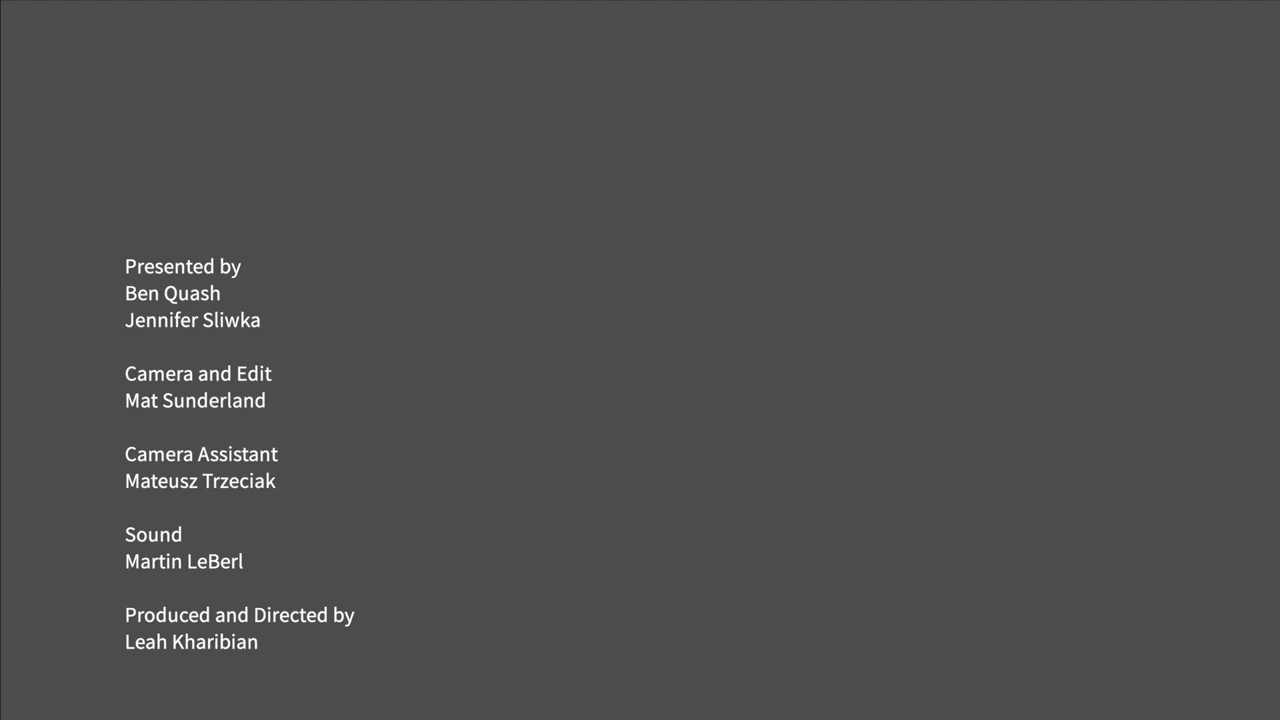 Presented by
Ben Quash
Jennifer Sliwka
Camera and Edit
Mat Sunderland
Camera Assistant
Mateusz Trzeciak
Sound
Martin LeBerl
Produced and Directed by
Leah Kharibian